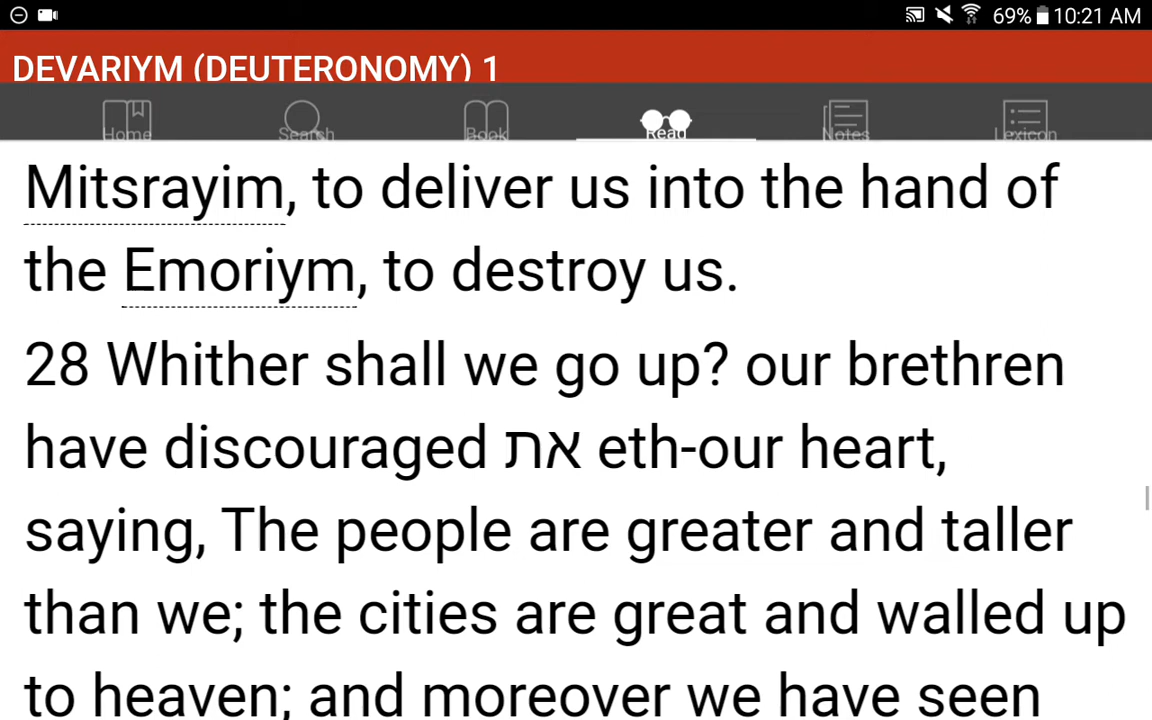 69% 10:21 AM
DEVARIYM (DEUTERONOMY) 1
Home Search Book Read Notes Lexicon
Mitsrayim, to deliver us into the hand of
the Emoriym, to destroy us.
28 Whither shall we go up? our brethren
have discouraged את eth-our heart,
saying, The people are greater and taller
than we; the cities are great and walled up
to heaven; and moreover we have seen